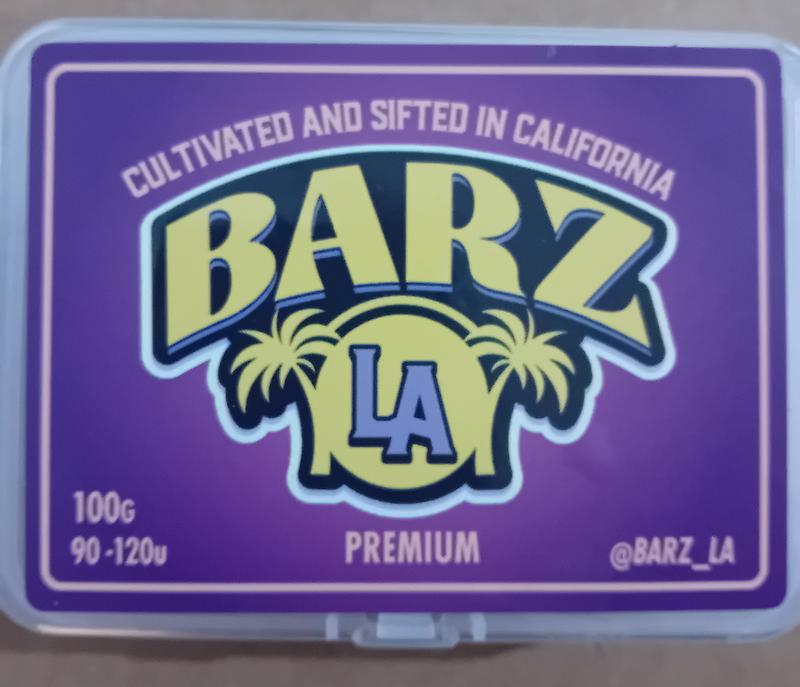 CULTIVATED AND SIFTED IN CALIFORNIA
BARZ
LA
100G
90-120u
PREMIUM
@BARZ_LA